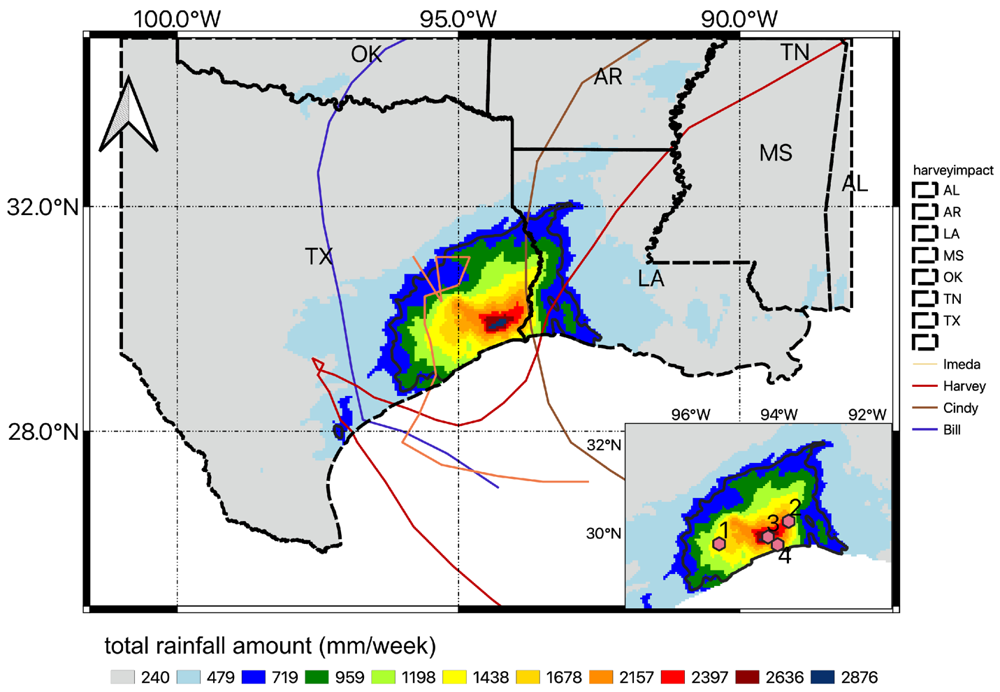 100.0°W 95.0°W 90.0°W
OK TN
AR
MS
AL
32.0°N
TX
LA
28.0°N
harveyimpact
AL
AR
LA
MS
OK
TN
TX
Imeda
Harvey
Cindy
Bill
96°W 94°W 92°W
32°N
30°N
1 3 2
4
total rainfall amount (mm/week)
240 479 719 959 1198 1438 1678 2157 2397 2636 2876